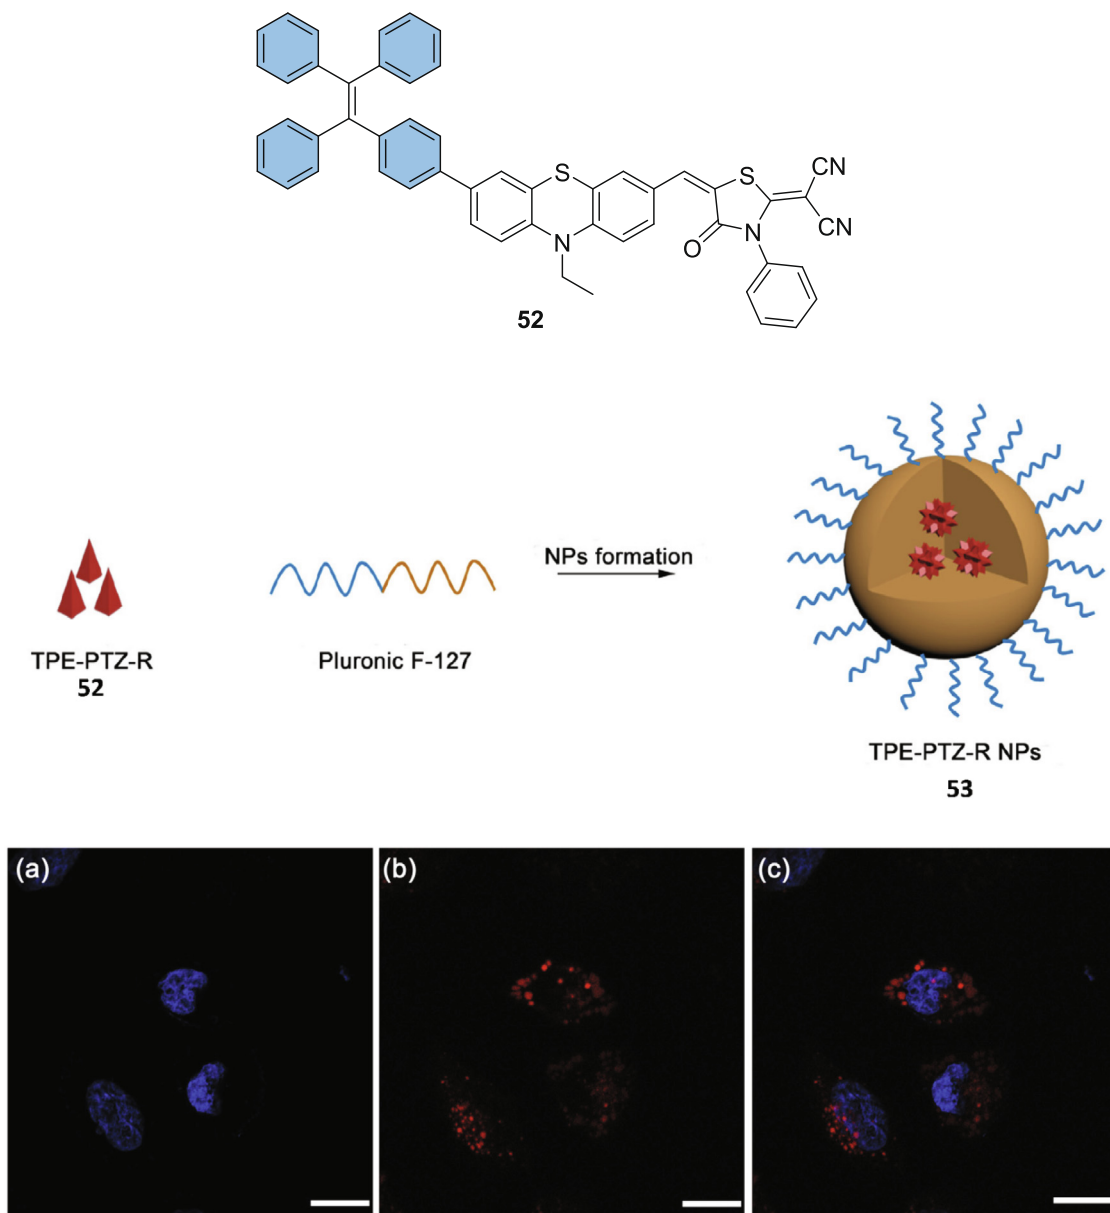 S
S
CN
CN
N
O
N
52
NPs formation
TPE-PTZ-R
52
Pluronic F-127
TPE-PTZ-R NPs
53
(a)
(b)
(c)